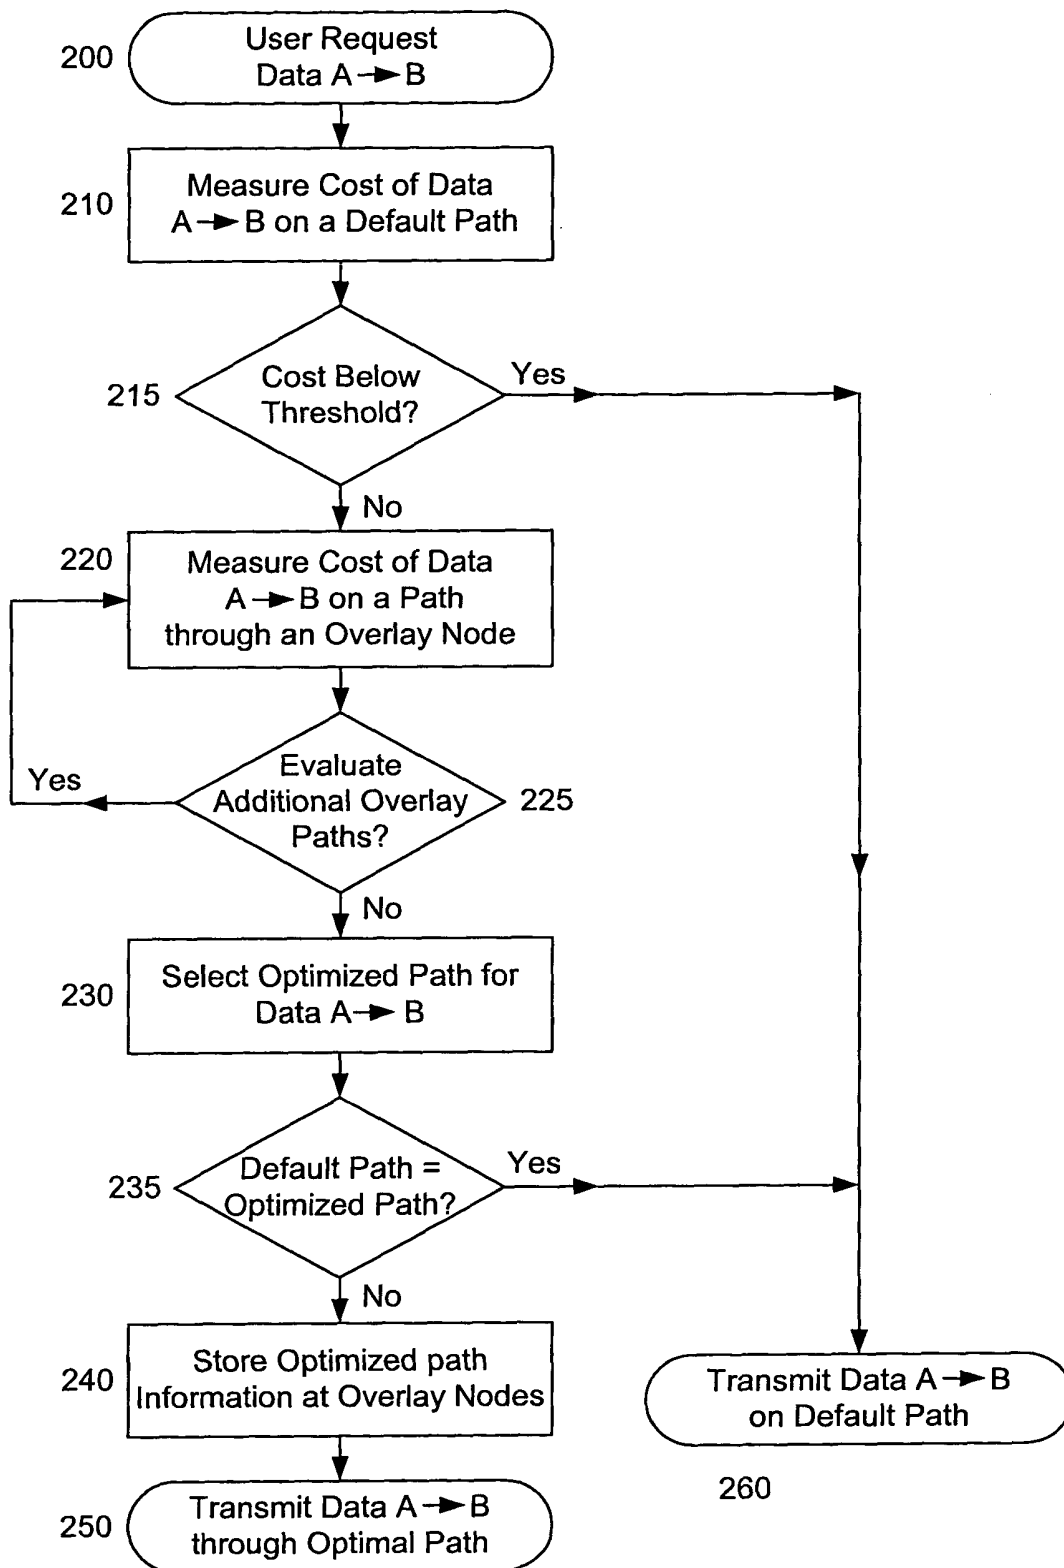 200
User Request
Data A → B
210
Measure Cost of Data
A → B on a Default Path
215
Cost Below
Threshold?
Yes
No
220
Measure Cost of Data
A → B on a Path
through an Overlay Node
Yes
Evaluate
Additional Overlay
Paths?
225
No
230
Select Optimized Path for
Data A → B
235
Default Path =
Optimized Path?
Yes
No
240
Store Optimized path
Information at Overlay Nodes
Transmit Data A → B
on Default Path
260
250
Transmit Data A → B
through Optimal Path